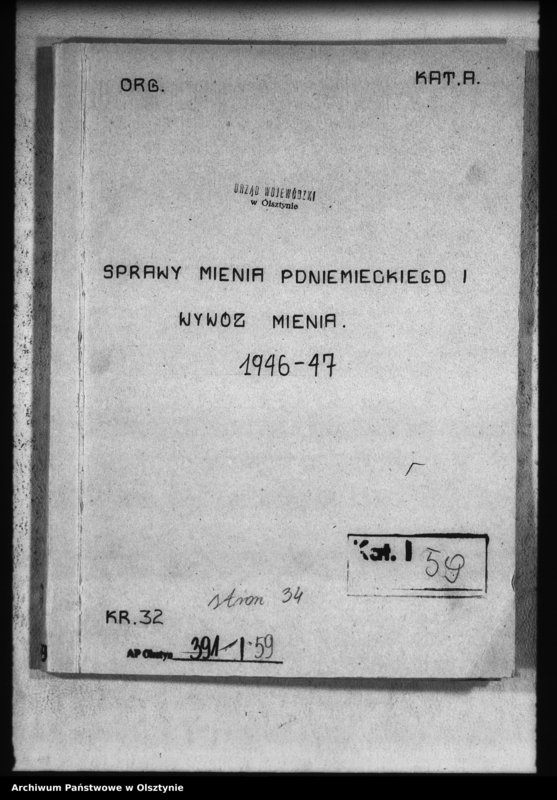 ORG.
KAT.A.
URZĄD WOJEWÓDZKI
w Olsztynie
SPRAWY MIENIA PONIEMIECKIEGO I
WYWÓZ MIENIA.
1946-47
Kat. I 59
stron 34
KR.32
AP Olsztyn 391-1·59
Archiwum Państwowe w Olsztynie